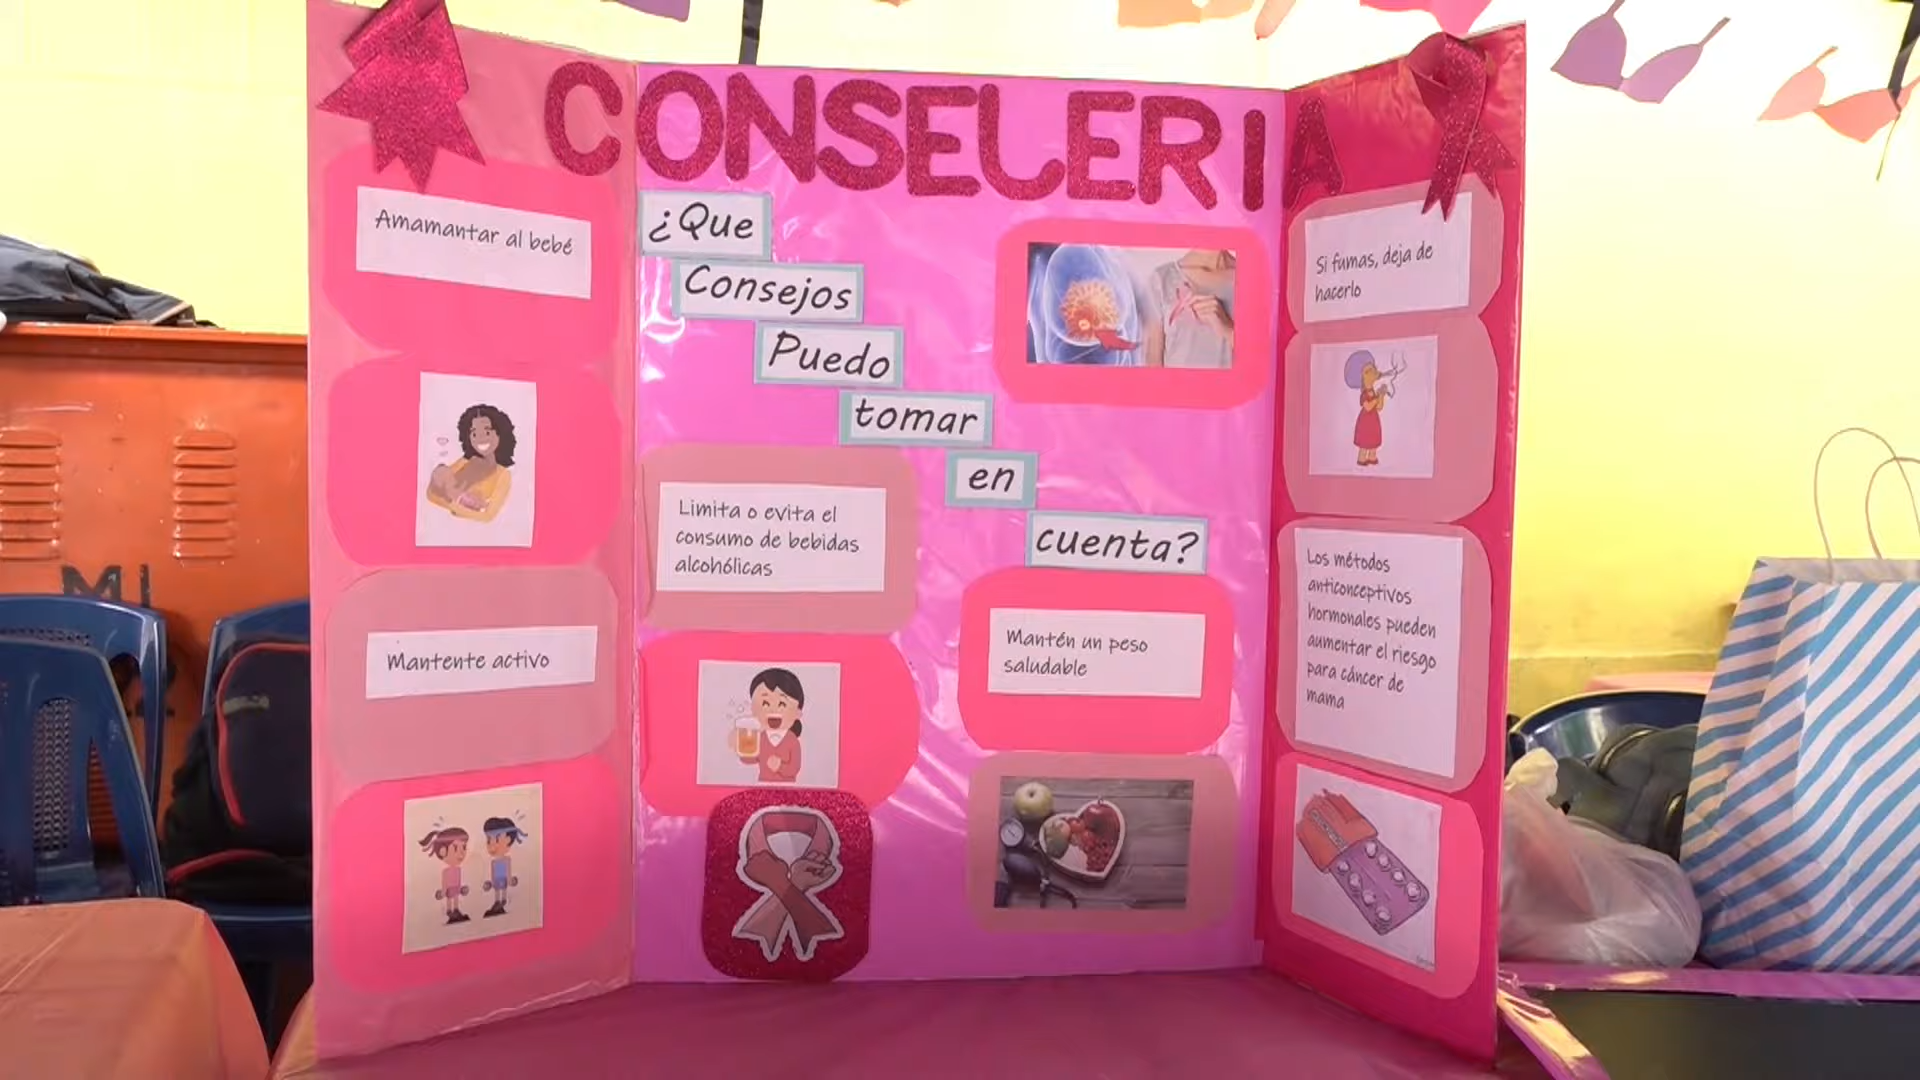 CONSELERIA
Amamantar al bebé
Mantente activo
¿Que
Consejos
Puedo
tomar
en
cuenta?
Limita o evita el
consumo de bebidas
alcohólicas
Mantén un peso
saludable
Si fumas, deja de
hacerlo
Los métodos
anticonceptivos
hormonales pueden
aumentar el riesgo
para cáncer de
mama
MI